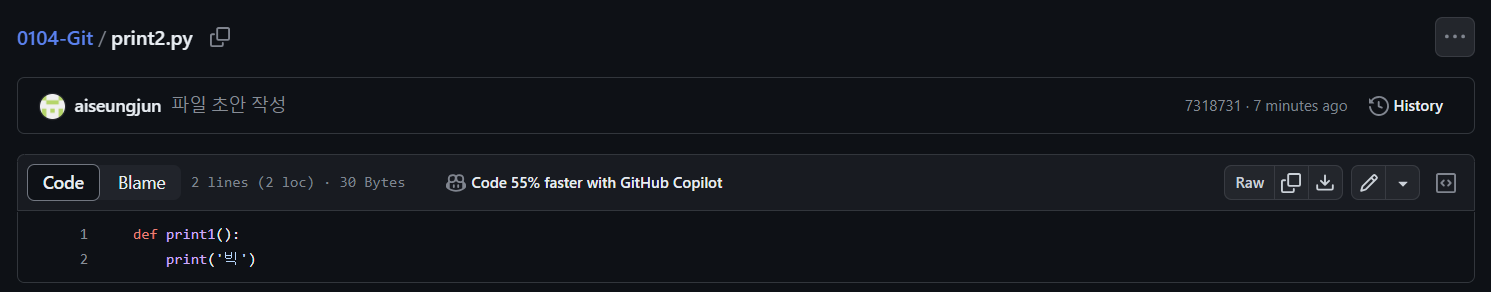 0104-Git / print2.py
aiseungjun 파일 초안 작성 7318731 · 7 minutes ago History
Code Blame 2 lines (2 loc) · 30 Bytes Code 55% faster with GitHub Copilot Raw
1 def print1():
2 print('빅')